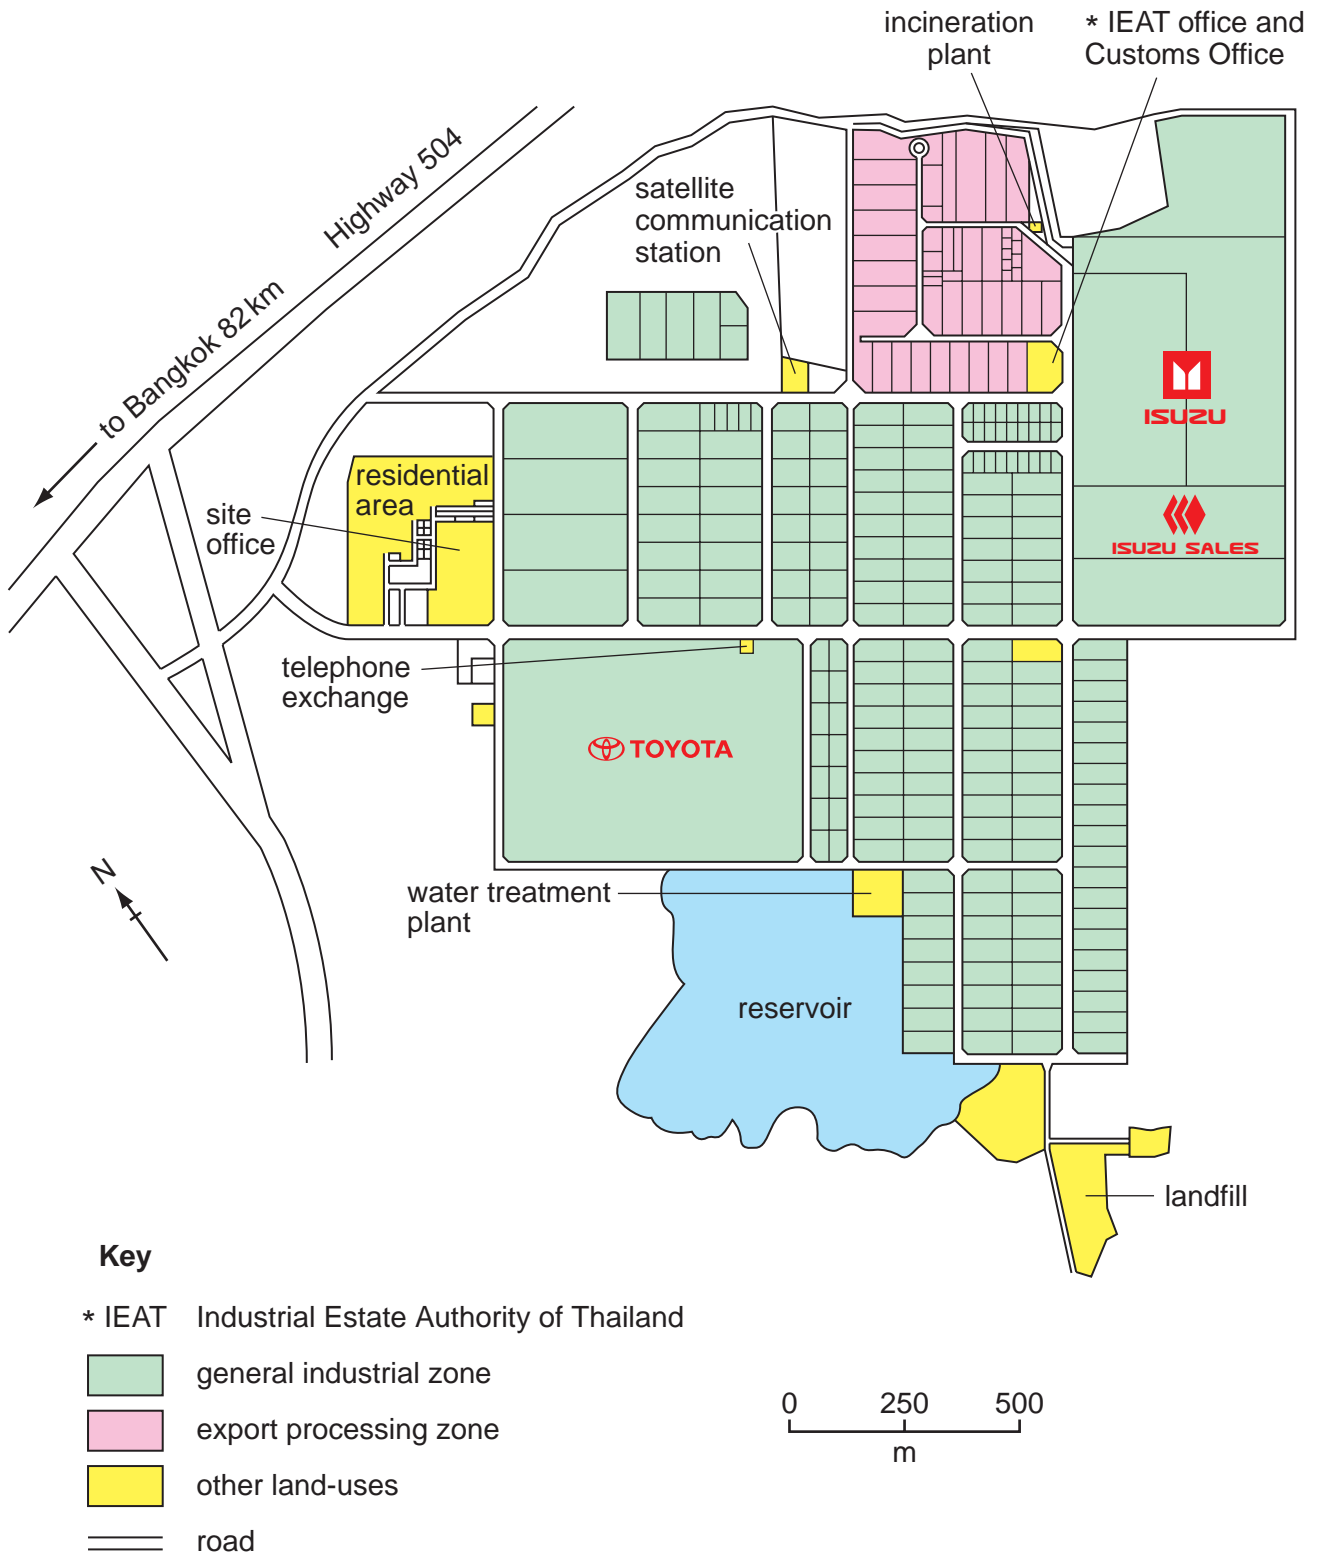 incineration
plant
* IEAT office and
Customs Office
Highway 504
to Bangkok 82 km
satellite
communication
station
ISUZU
ISUZU SALES
residential
area
site
office
telephone
exchange
TOYOTA
N
water treatment
plant
reservoir
landfill
Key
* IEAT Industrial Estate Authority of Thailand
general industrial zone
export processing zone
other land-uses
road
0 250 500
m